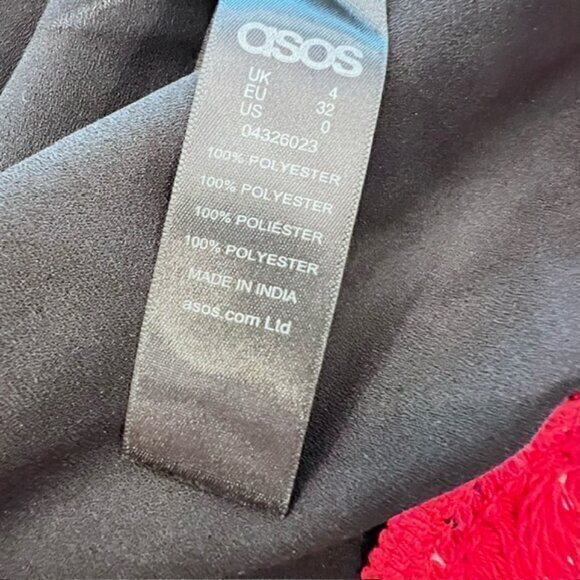 asos
UK 4
EU 32
US 0
04326023
100% POLYESTER
100% POLYESTER
100% POLIÉSTER
100% POLYESTER
MADE IN INDIA
asos.com Ltd